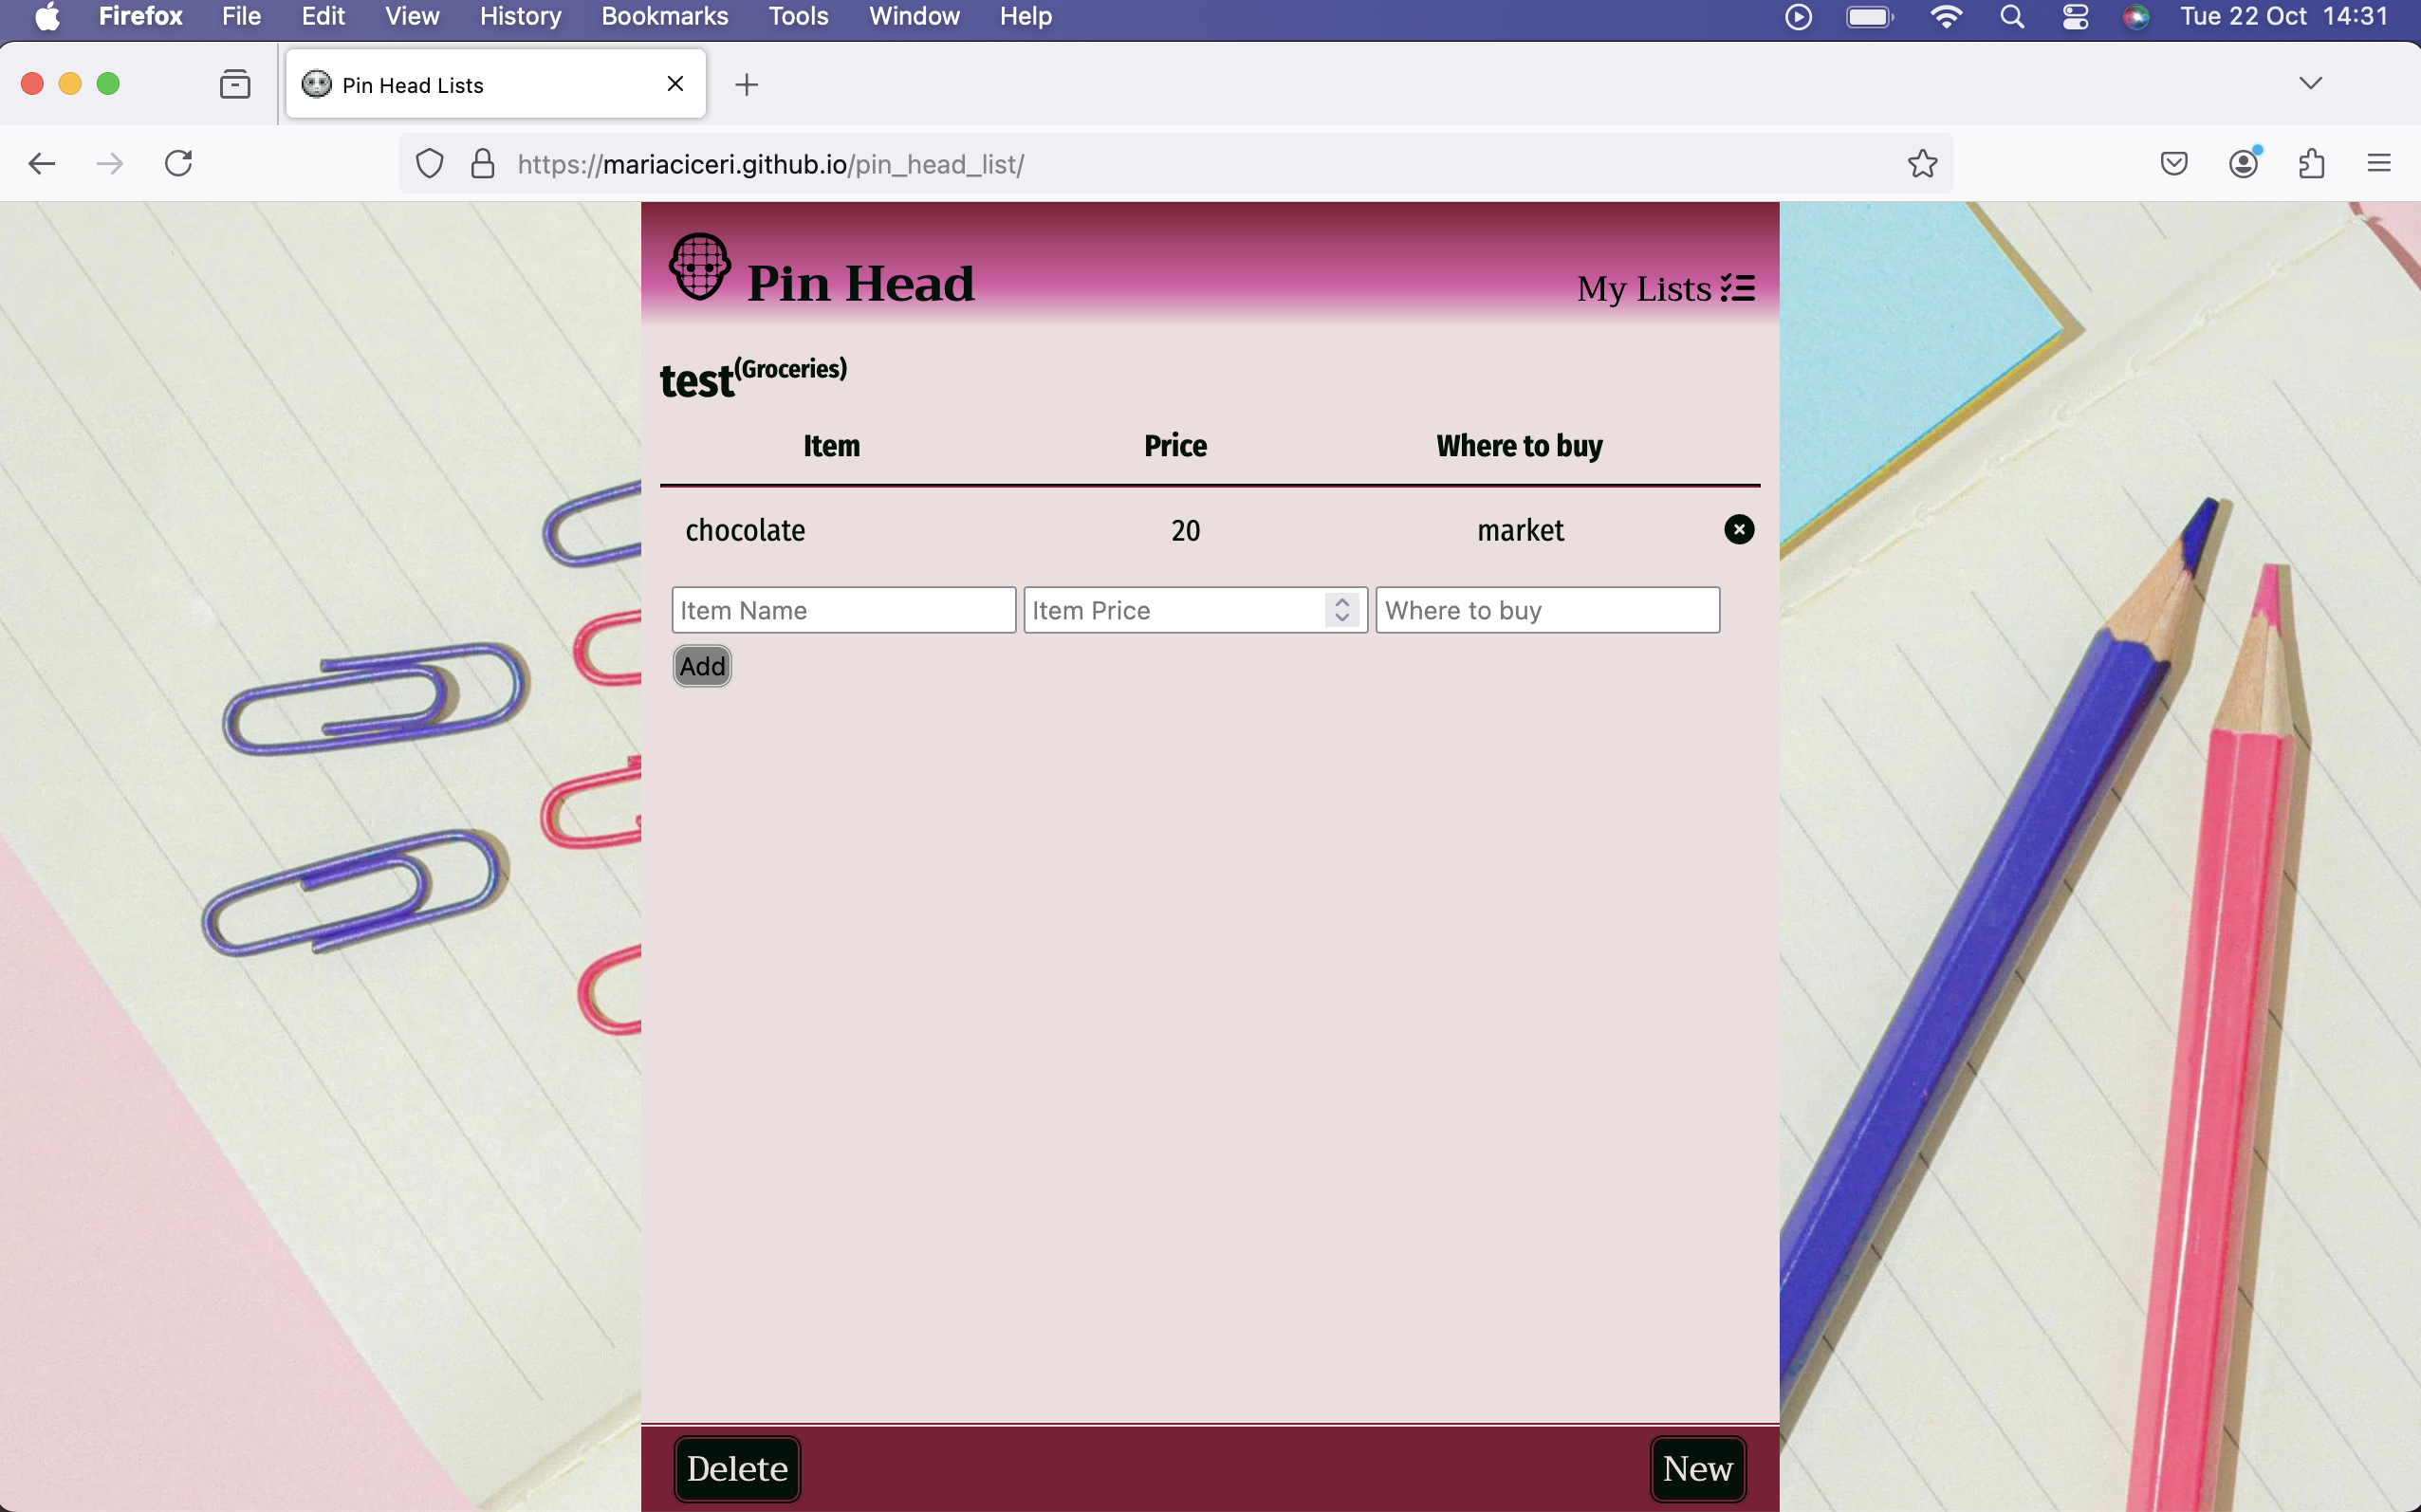 Firefox File Edit View History Bookmarks Tools Window Help Tue 22 Oct 14:31
Pin Head Lists
https://mariaciceri.github.io/pin_head_list/
Pin Head My Lists
test(Groceries)
Item Price Where to buy
chocolate 20 market
Item Name Item Price Where to buy
Add
Delete New